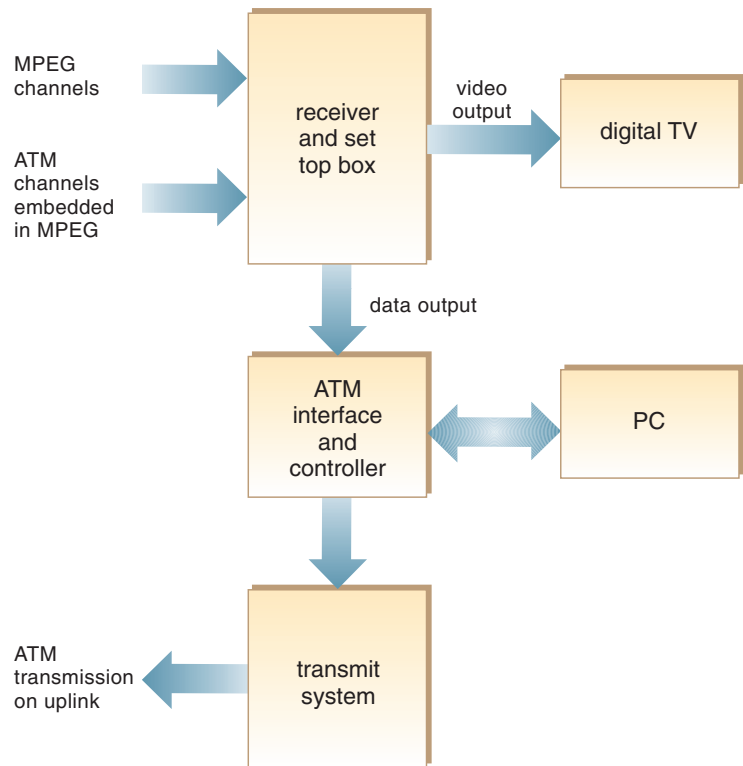 MPEG
channels
ATM
channels
embedded
in MPEG
receiver
and set
top box
video
output
digital TV
data output
ATM
interface
and
controller
PC
ATM
transmission
on uplink
transmit
system